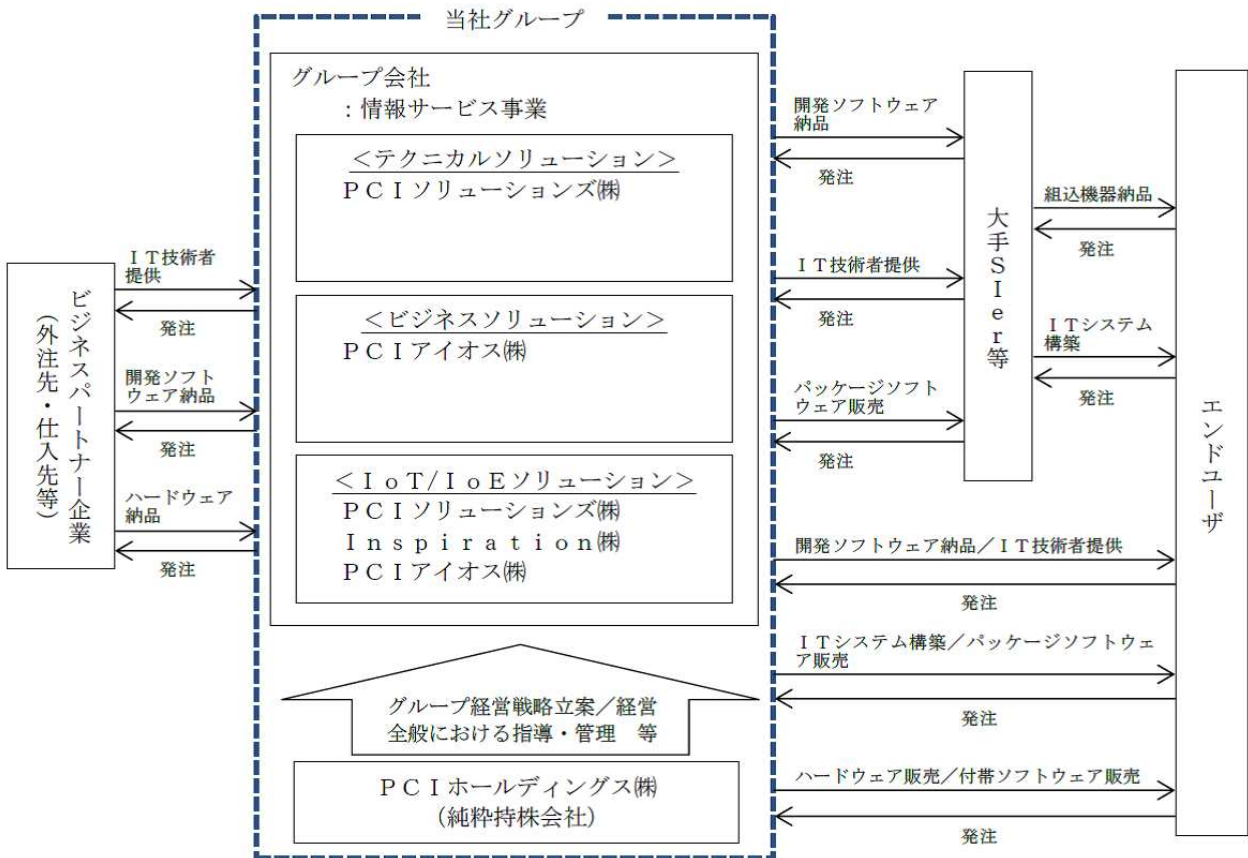 当社グループ
グループ会社
：情報サービス事業
＜テクニカルソリューション＞
ＰＣＩソリューションズ㈱
＜ビジネスソリューション＞
ＰＣＩアイオス㈱
＜ＩｏＴ/ＩｏＥソリューション＞
ＰＣＩソリューションズ㈱
Ｉｎｓｐｉｒａｔｉｏｎ㈱
ＰＣＩアイオス㈱
グループ経営戦略立案／経営
全般における指導・管理　等
ＰＣＩホールディングス㈱
（純粋持株会社）
ビジネスパートナー企業
（外注先・仕入先等）
ＩＴ技術者
提供
発注
開発ソフト
ウェア納品
発注
ハードウェア
納品
発注
開発ソフトウェア
納品
発注
ＩＴ技術者提供
発注
パッケージソフト
ウェア販売
発注
大手ＳＩｅｒ等
組込機器納品
発注
ＩＴシステム
構築
発注
エンドユーザ
開発ソフトウェア納品／ＩＴ技術者提供
発注
ＩＴシステム構築／パッケージソフトウェ
ア販売
発注
ハードウェア販売／付帯ソフトウェア販売
発注